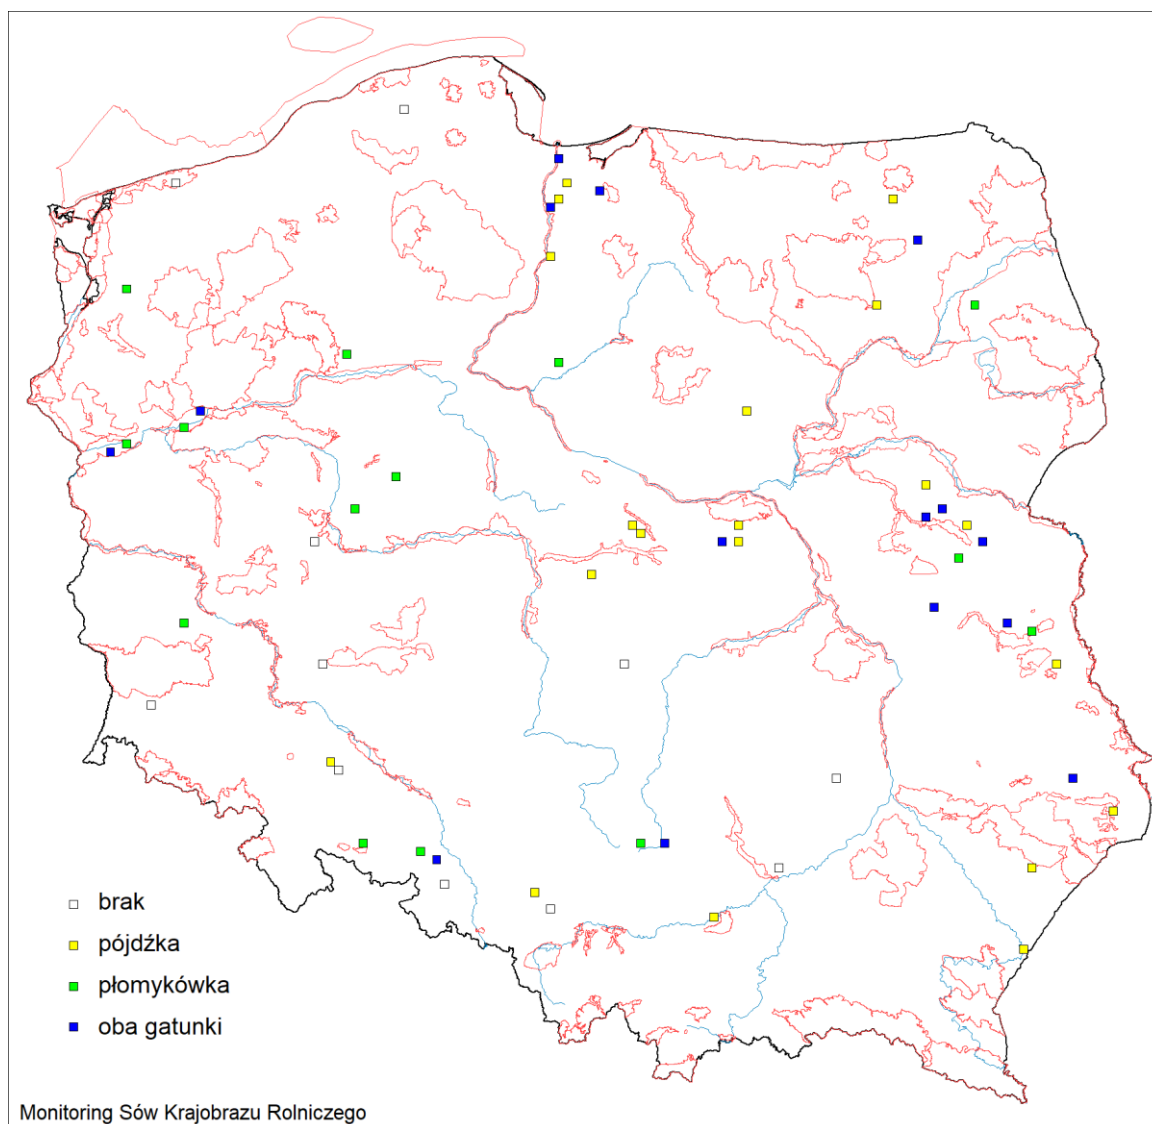 brak
pójdźka
płomykówka
oba gatunki
Monitoring Sów Krajobrazu Rolniczego